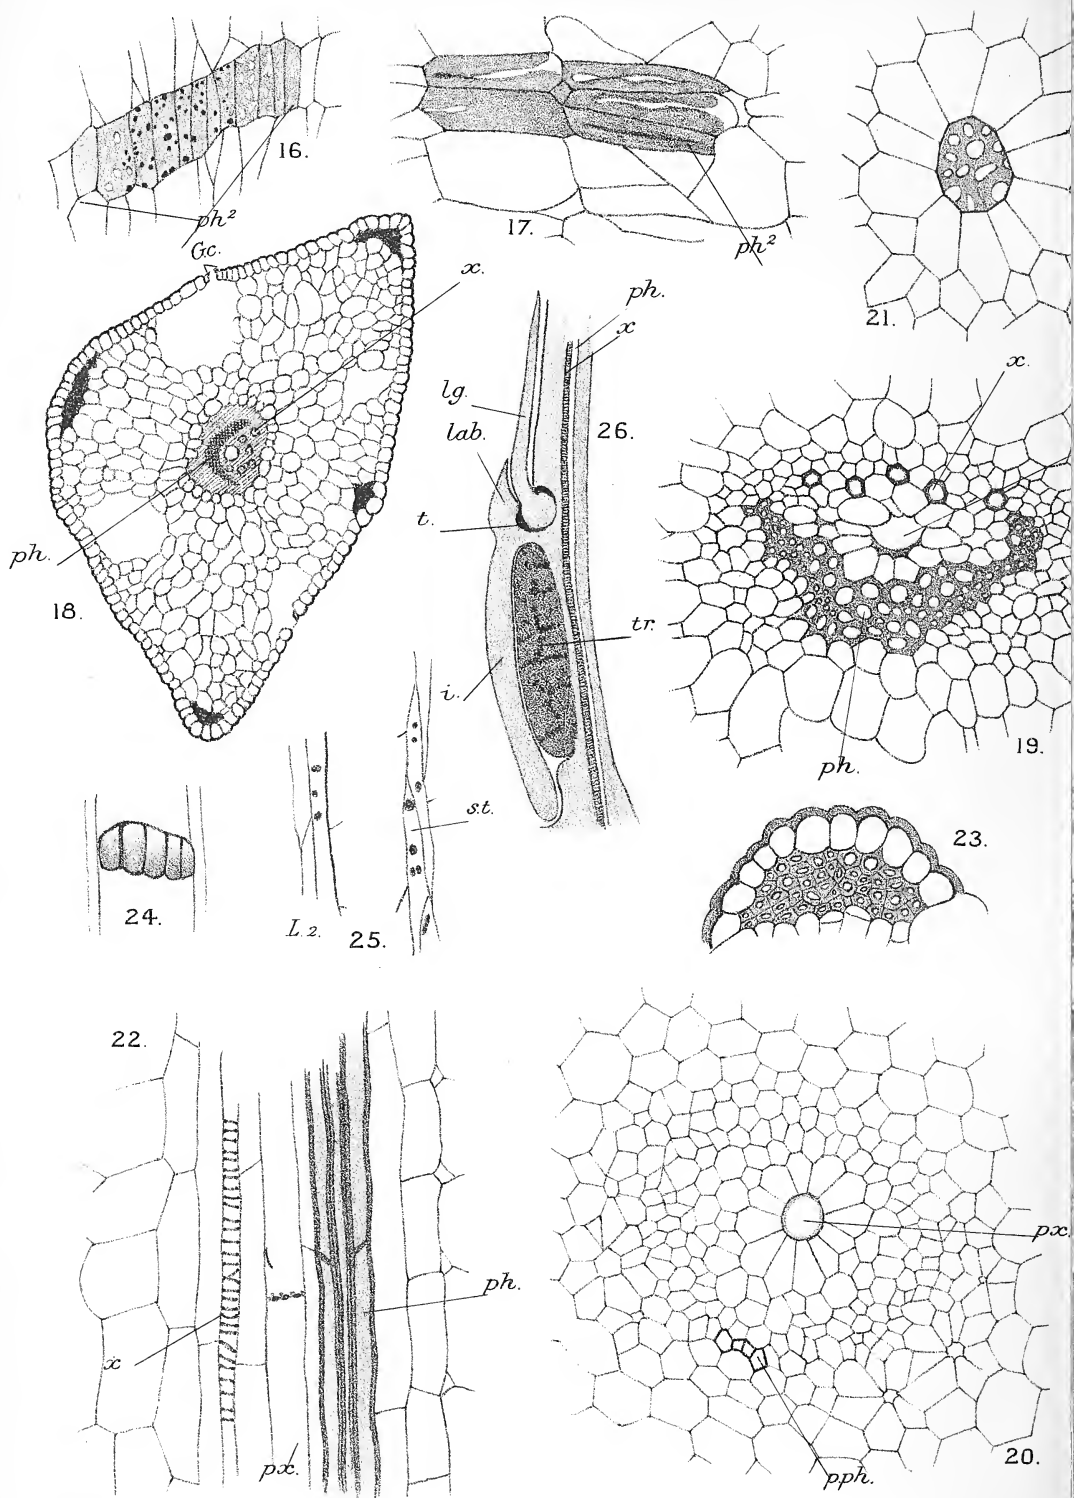 16.
ph²
Gc.
17.
ph²
21.
x.
ph.
x
lg.
lab.
26.
t.
x.
ph.
18.
tr.
i.
19.
ph.
s.t.
23.
24.
L. 2.
25.
22.
ph.
px.
x
px.
20.
pph.